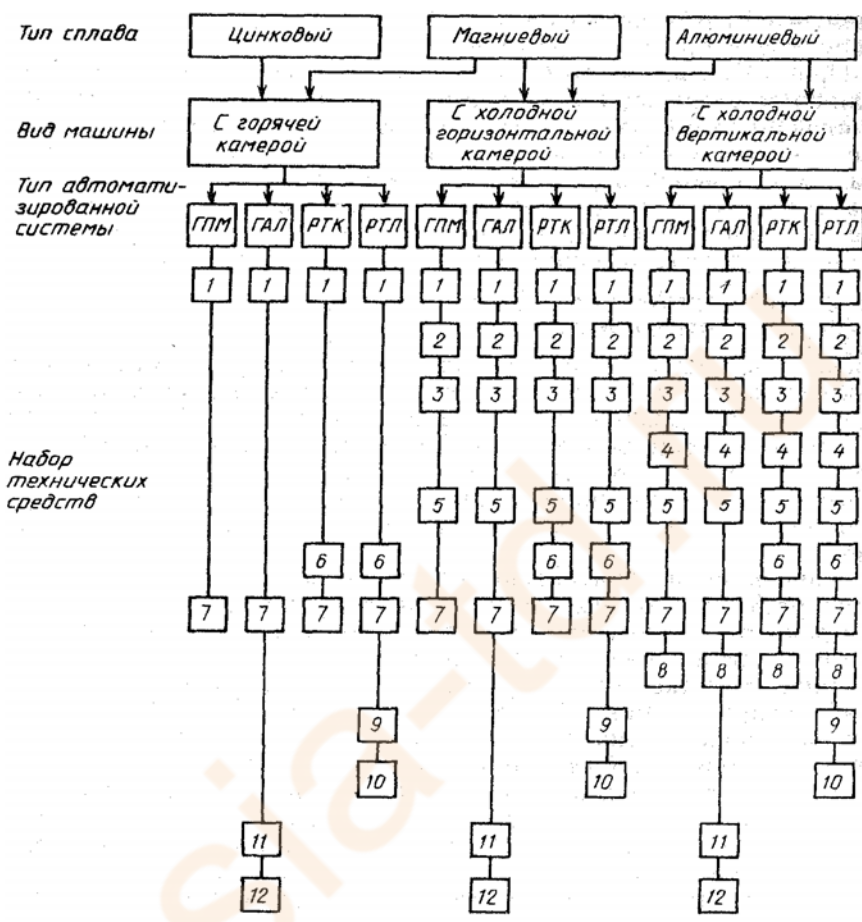 Тип сплава
Цинковый
Магниевый
Алюминиевый
Вид машины
С горячей
камерой
С холодной
горизонтальной
камерой
С холодной
вертикальной
камерой
Тип автомати-
зированной
системы
ГПМ ГАЛ РТК РТЛ ГПМ ГАЛ РТК РТЛ ГПМ ГАЛ РТК РТЛ
1 1 1 1 1 1 1 1 1 1 1 1
2 2 2 2 2 2 2 2
3 3 3 3 3 3 3 3
4 4 4 4
Набор
технических
средств
5 5 5 5 5 5 5 5
6 6 6 6 6 6
7 7 7 7 7 7 7 7 7 7 7 7
8 8 8 8
9 9 9
10 10 10
11 11 11
12 12 12
sia-td.ru